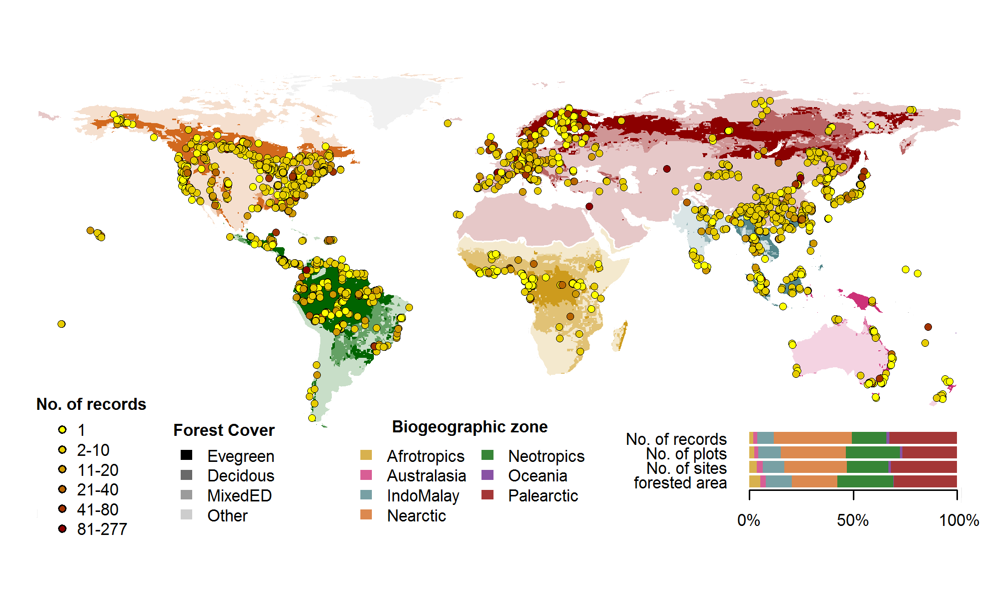 No. of records
1
2-10
11-20
21-40
41-80
81-277
Forest Cover
Evegreen
Decidous
MixedED
Other
Biogeographic zone
Afrotropics
Australasia
IndoMalay
Nearctic
Neotropics
Oceania
Palearctic
No. of records
No. of plots
No. of sites
forested area
0% 50% 100%